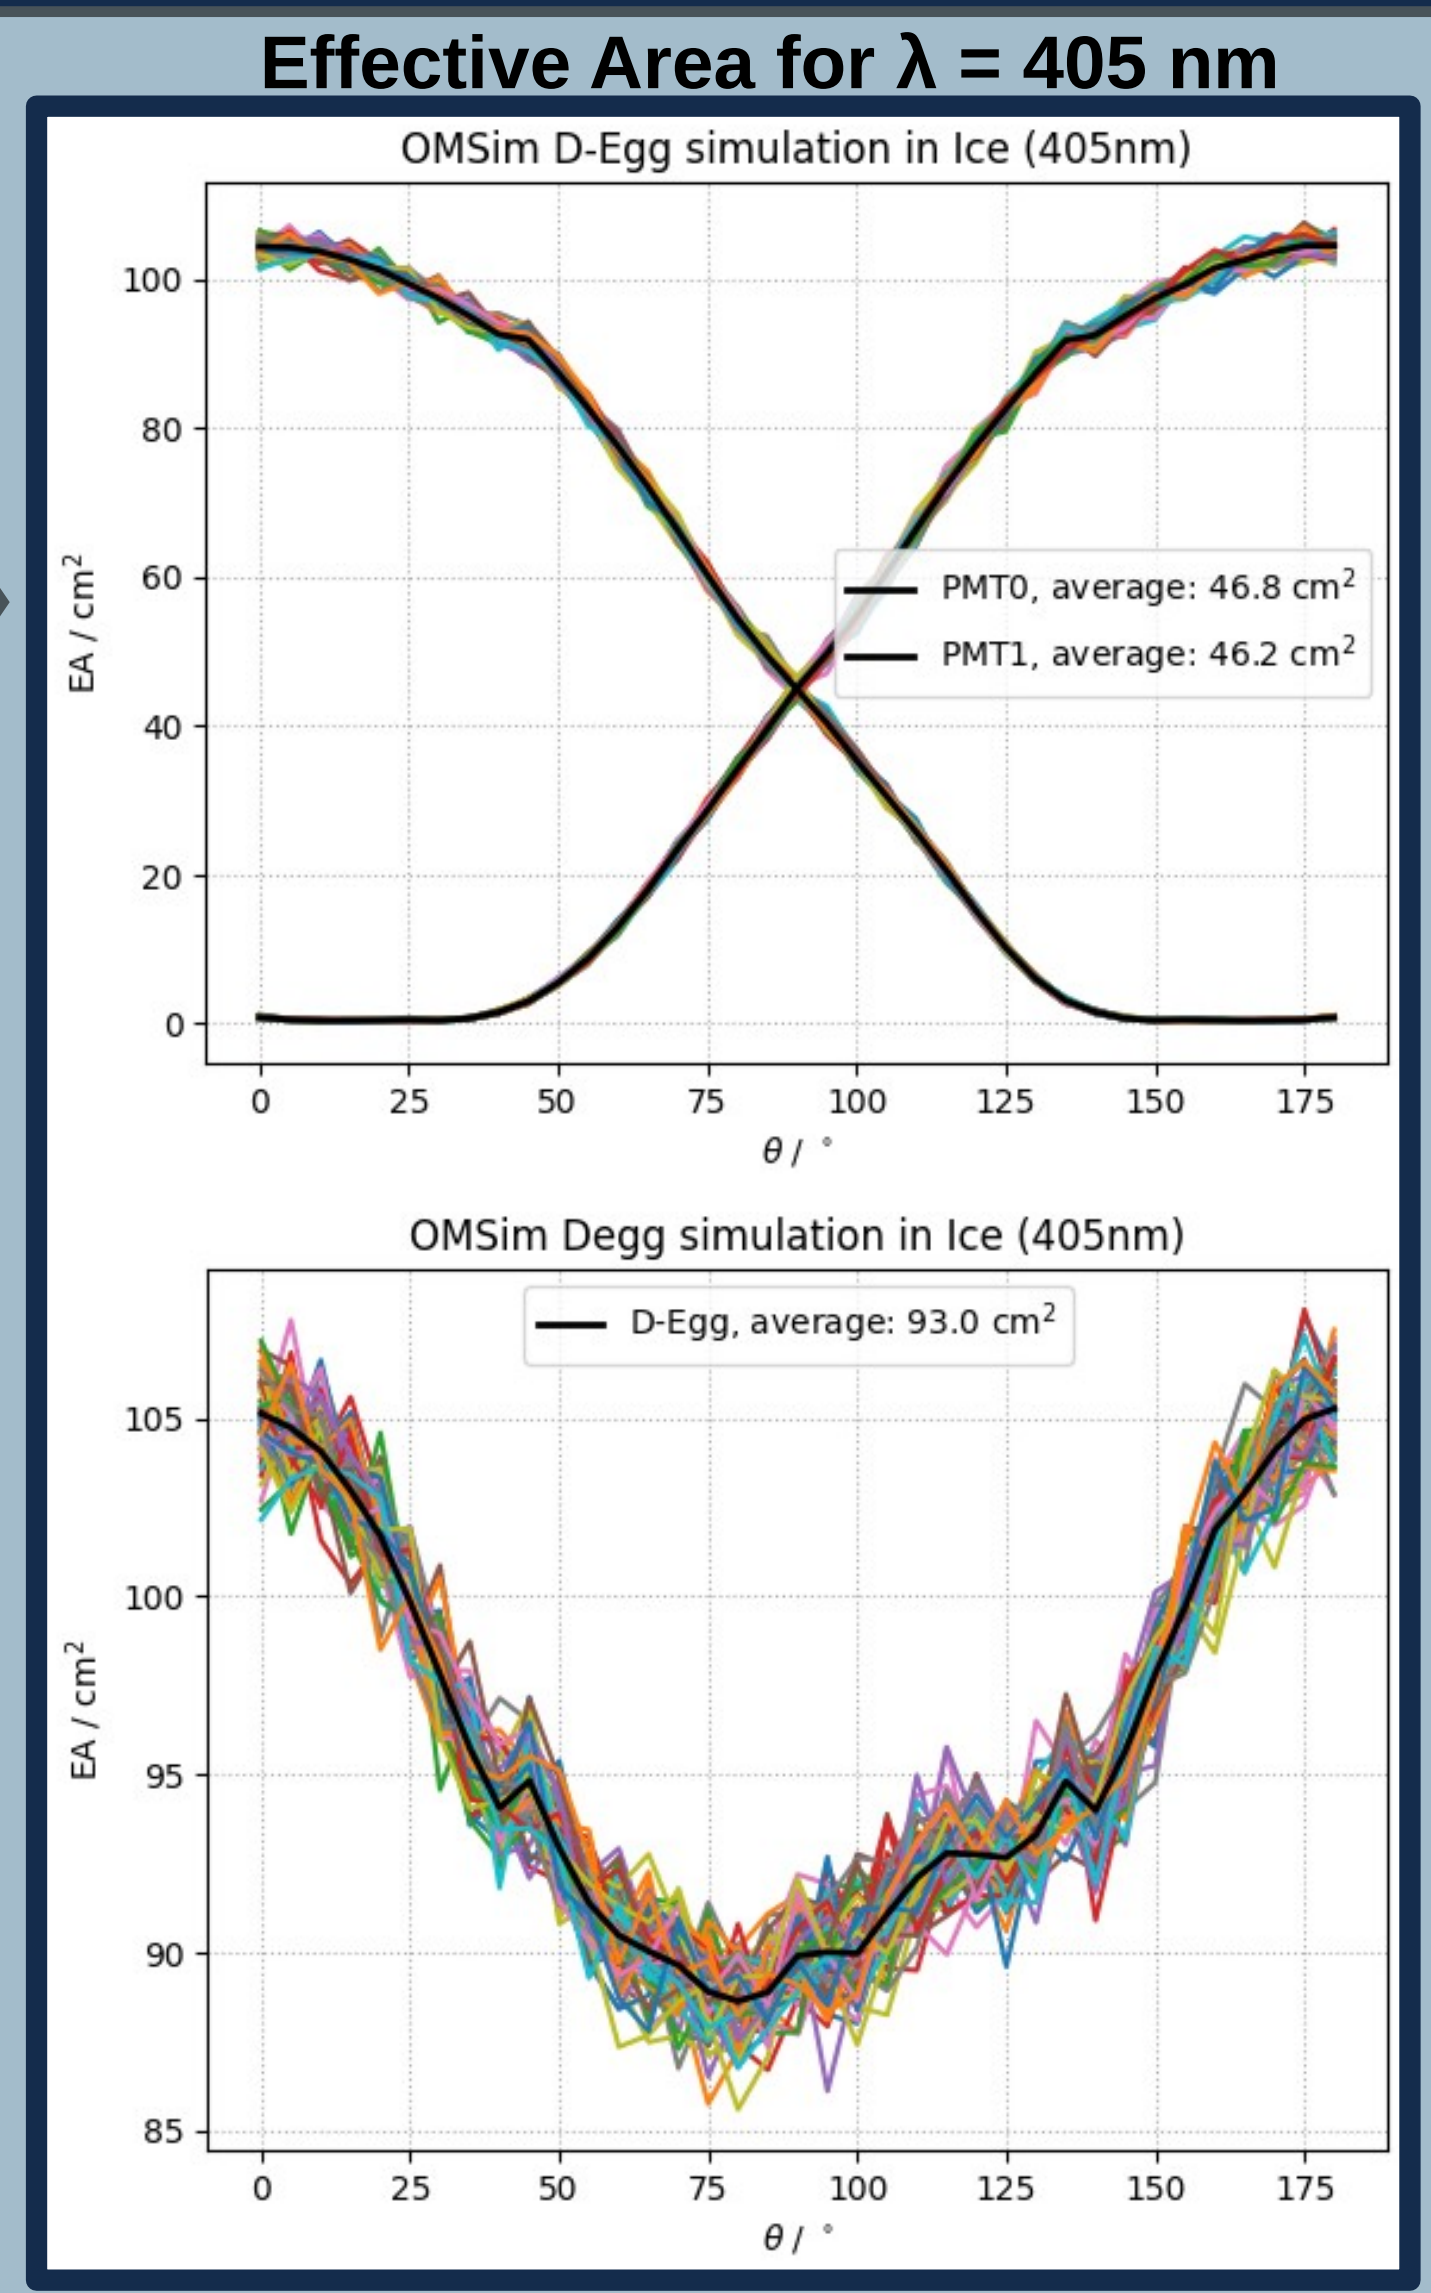 Effective Area for λ = 405 nm
OMSim D-Egg simulation in Ice (405nm)
100
80
60
40
20
0
EA / cm²
PMT0, average: 46.8 cm²
PMT1, average: 46.2 cm²
0 25 50 75 100 125 150 175
θ / °
OMSim Degg simulation in Ice (405nm)
D-Egg, average: 93.0 cm²
105
100
95
90
85
EA / cm²
0 25 50 75 100 125 150 175
θ / °